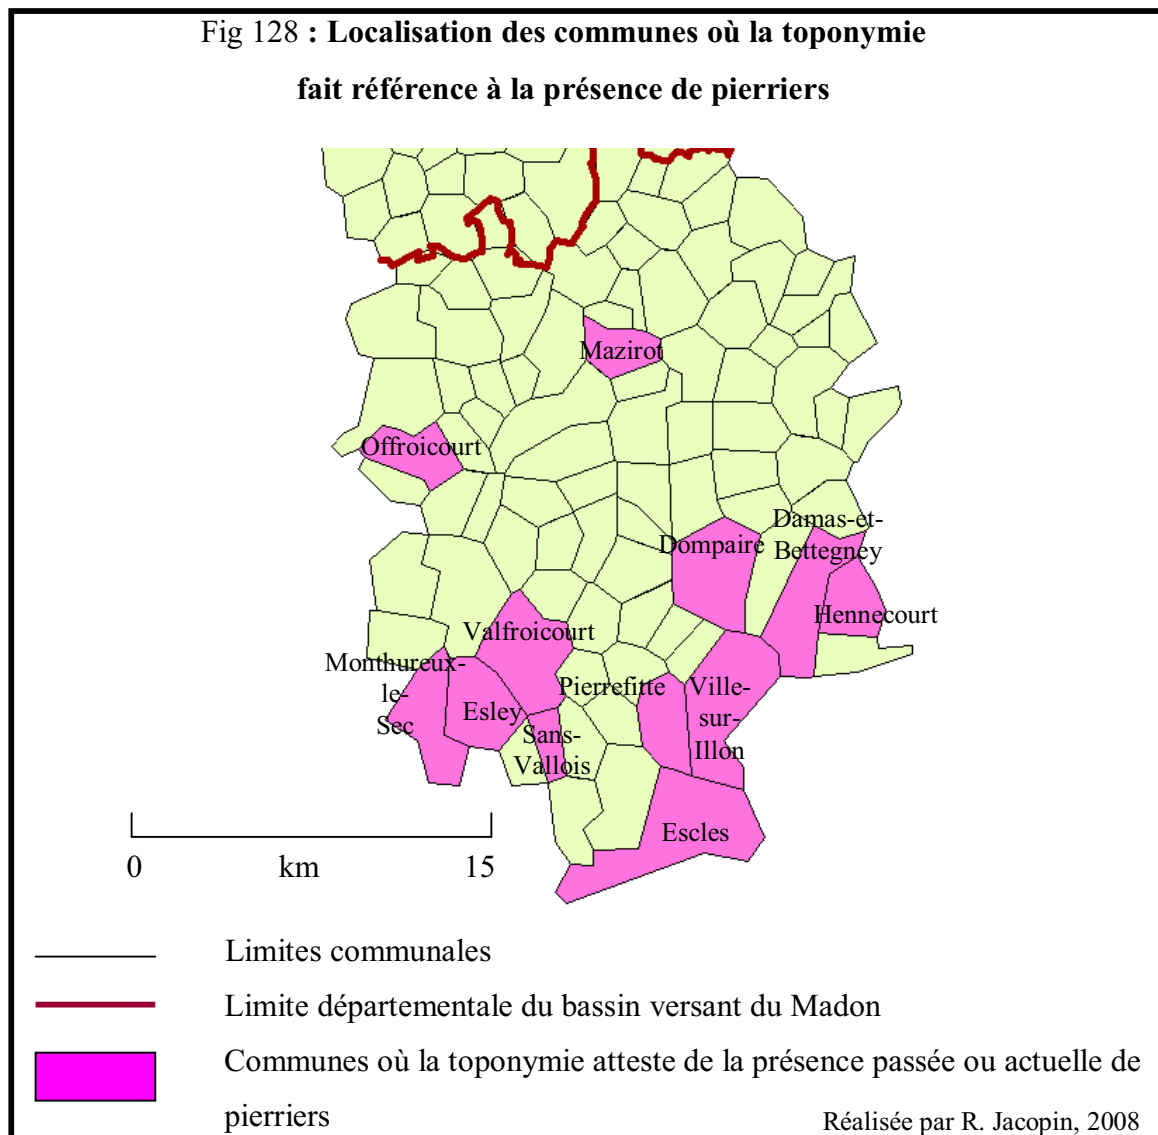 Fig 128 : Localisation des communes où la toponymie
fait référence à la présence de pierriers
Mazirot
Offroicourt
Damas-et-
Bettegney
Dompaire
Hennecourt
Valfroicourt
Monthureux-
le-
Sec
Pierrefitte
Ville-
sur-
Illon
Esley
Sans-
Vallois
Escles
0 km 15
Limites communales
Limite départementale du bassin versant du Madon
Communes où la toponymie atteste de la présence passée ou actuelle de
pierriers
Réalisée par R. Jacopin, 2008